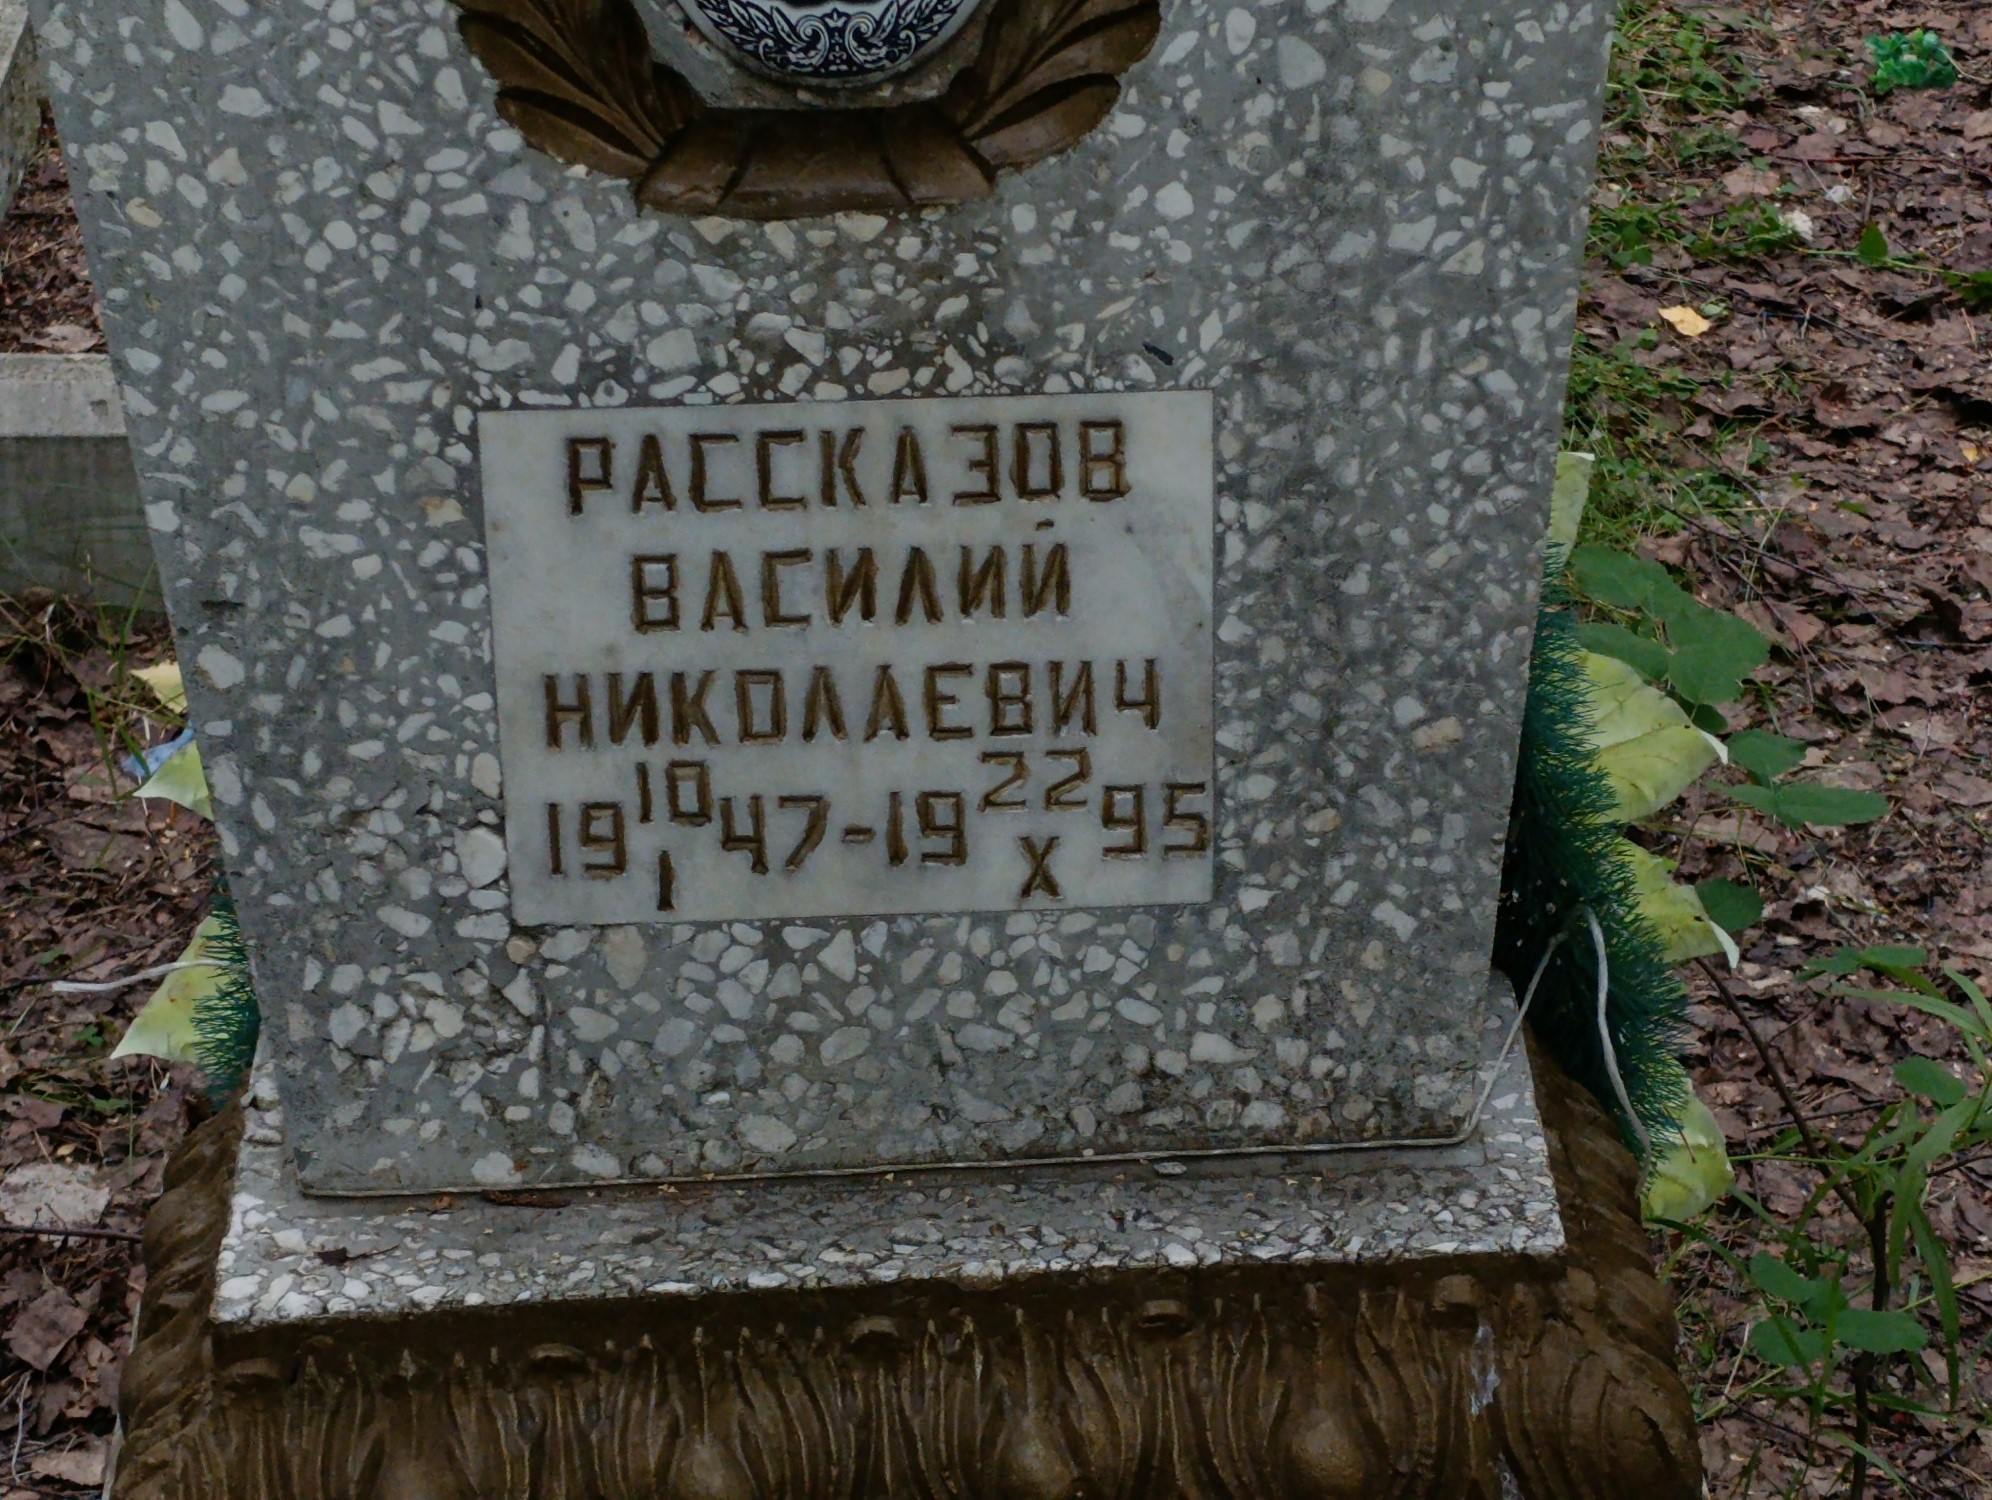 РАССКАЗОВ
ВАСИЛИЙ
НИКОЛАЕВИЧ
19 10/I 47-19 22/X 95